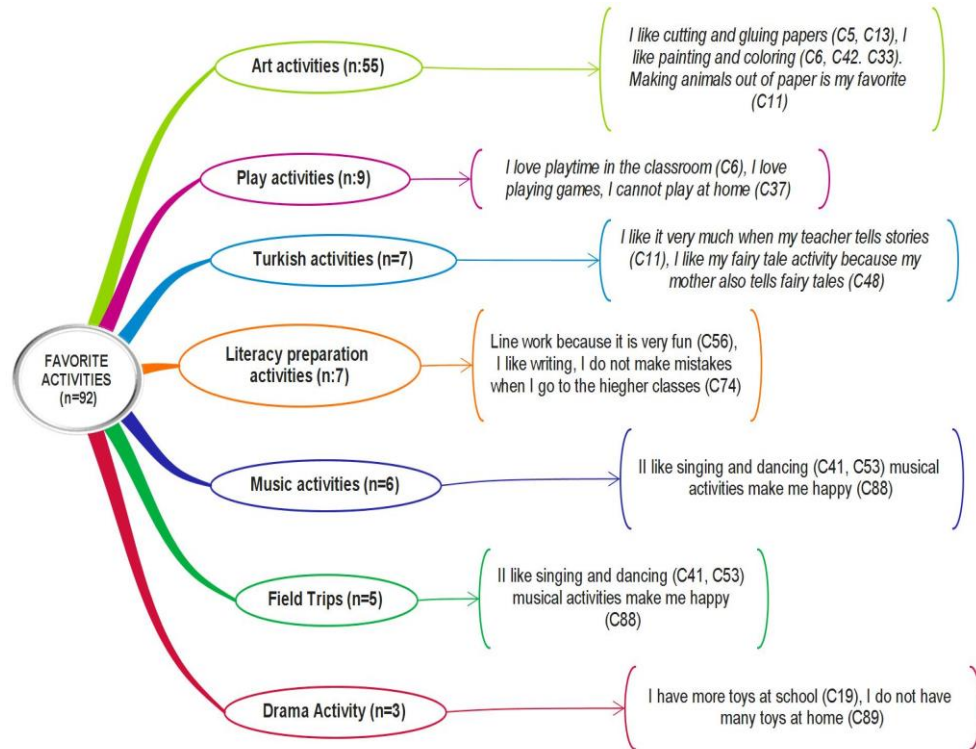 FAVORITE
ACTIVITIES
(n=92)
Art activities (n:55)
I like cutting and gluing papers (C5, C13), I
like painting and coloring (C6, C42. C33).
Making animals out of paper is my favorite
(C11)
Play activities (n:9)
I love playtime in the classroom (C6), I love
playing games, I cannot play at home (C37)
Turkish activities (n=7)
I like it very much when my teacher tells stories
(C11), I like my fairy tale activity because my
mother also tells fairy tales (C48)
Literacy preparation
activities (n:7)
Line work because it is very fun (C56),
I like writing, I do not make mistakes
when I go to the hiegher classes (C74)
Music activities (n=6)
II like singing and dancing (C41, C53) musical
activities make me happy (C88)
Field Trips (n=5)
II like singing and dancing (C41, C53)
musical activities make me happy
(C88)
Drama Activity (n=3)
I have more toys at school (C19), I do not have
many toys at home (C89)